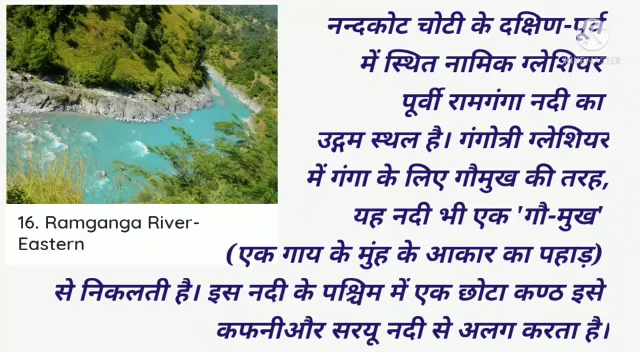 नन्दकोट चोटी के दक्षिण-पूर्व
में स्थित नामिक ग्लेशियर
पूर्वी रामगंगा नदी का
उद्गम स्थल है। गंगोत्री ग्लेशियर
में गंगा के लिए गौमुख की तरह,
यह नदी भी एक 'गौ-मुख'
(एक गाय के मुंह के आकार का पहाड़)
से निकलती है। इस नदी के पश्चिम में एक छोटा कण्ठ इसे
कफनीऔर सरयू नदी से अलग करता है।
16. Ramganga River-
Eastern